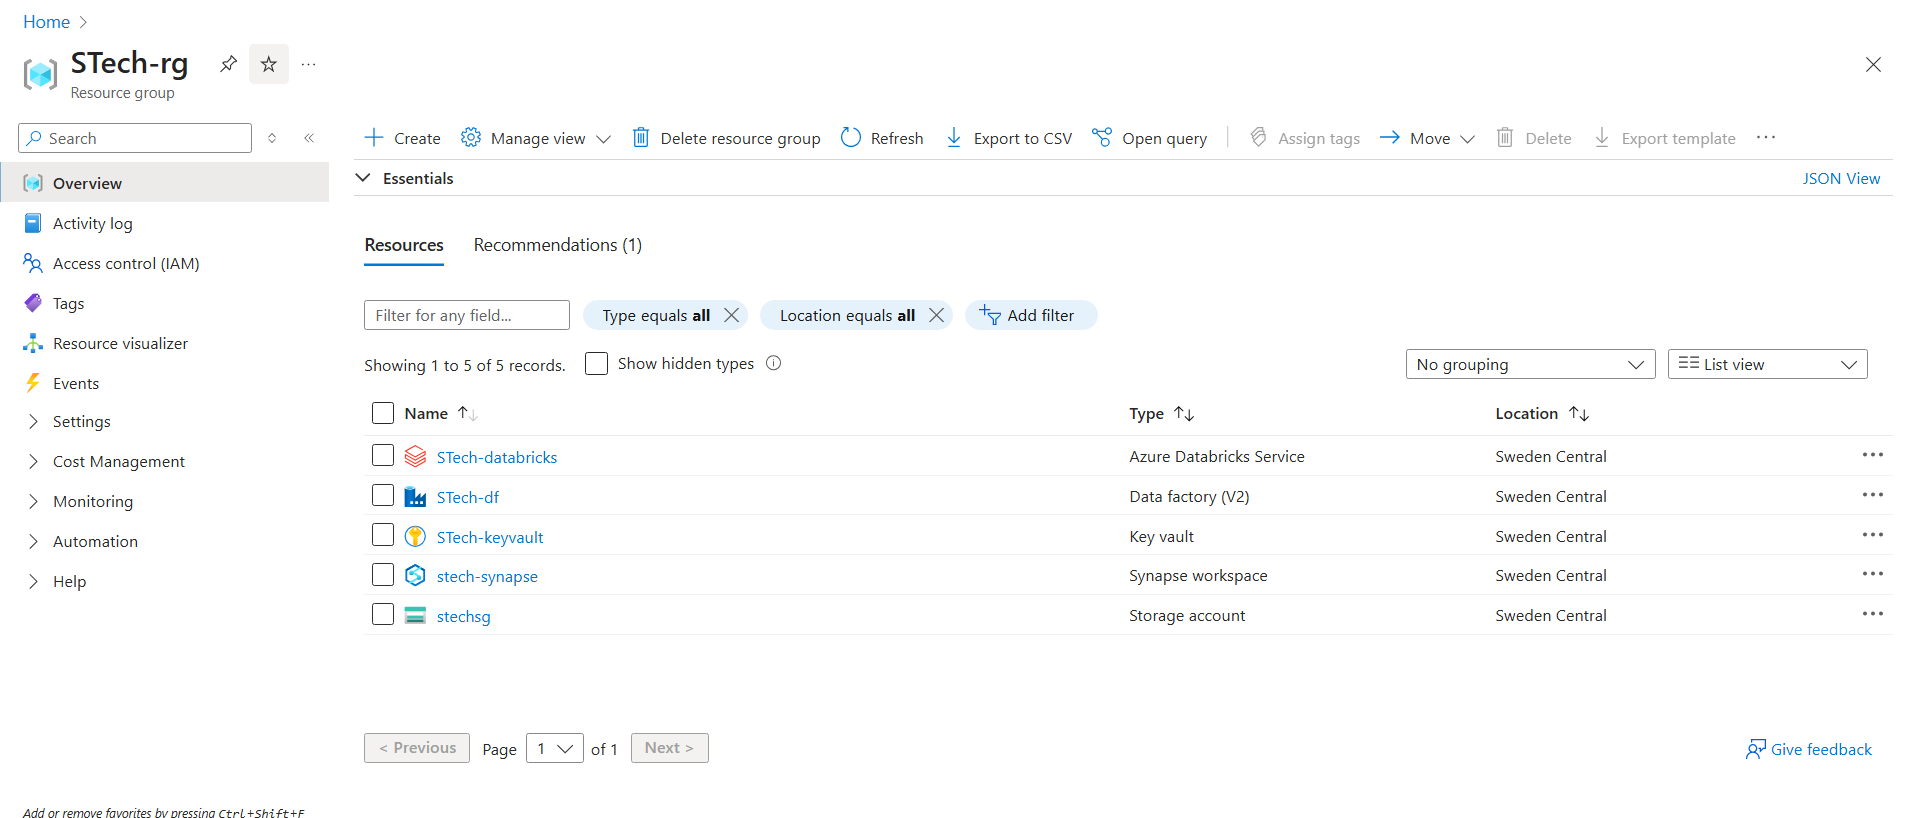 Home
STech-rg
Resource group
Search
Overview
Activity log
Access control (IAM)
Tags
Resource visualizer
Events
Settings
Cost Management
Monitoring
Automation
Help
Add or remove favorites by pressing Ctrl+Shift+F
Create Manage view Delete resource group Refresh Export to CSV Open query Assign tags Move Delete Export template
Essentials JSON View
Resources Recommendations (1)
Filter for any field... Type equals all Location equals all Add filter
Showing 1 to 5 of 5 records. Show hidden types No grouping List view
Name Type Location
STech-databricks Azure Databricks Service Sweden Central
STech-df Data factory (V2) Sweden Central
STech-keyvault Key vault Sweden Central
stech-synapse Synapse workspace Sweden Central
stechsg Storage account Sweden Central
< Previous Page 1 of 1 Next > Give feedback